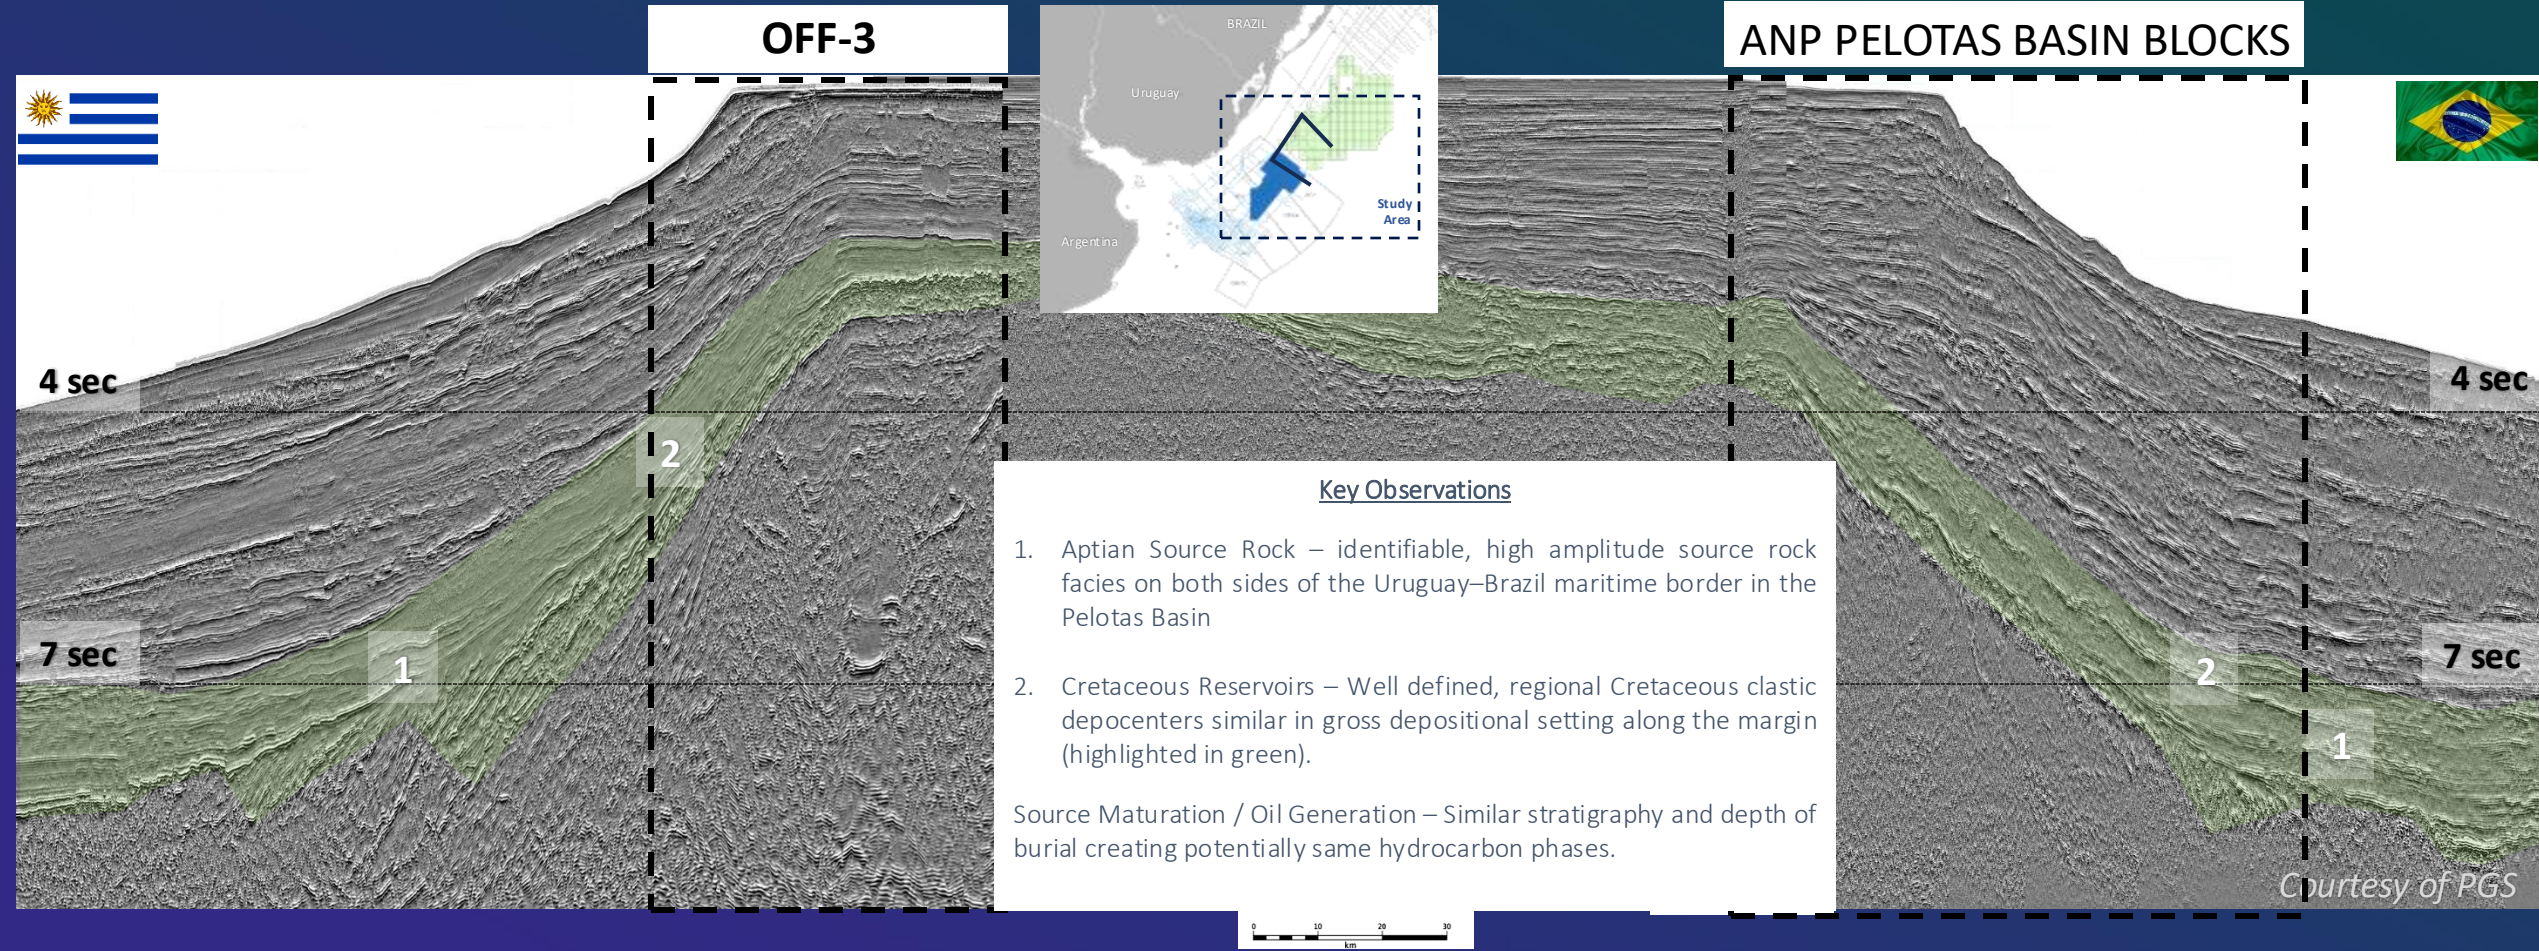 OFF-3
ANP PELOTAS BASIN BLOCKS
BRAZIL
Uruguay
Study
Area
Argentina
4 sec
4 sec
2
Key Observations
1. Aptian Source Rock – identifiable, high amplitude source rock
facies on both sides of the Uruguay–Brazil maritime border in the
Pelotas Basin
2. Cretaceous Reservoirs – Well defined, regional Cretaceous clastic
depocenters similar in gross depositional setting along the margin
(highlighted in green).
Source Maturation / Oil Generation – Similar stratigraphy and depth of
burial creating potentially same hydrocarbon phases.
7 sec
1
2
7 sec
1
Courtesy of PGS
0 10 20 30
km